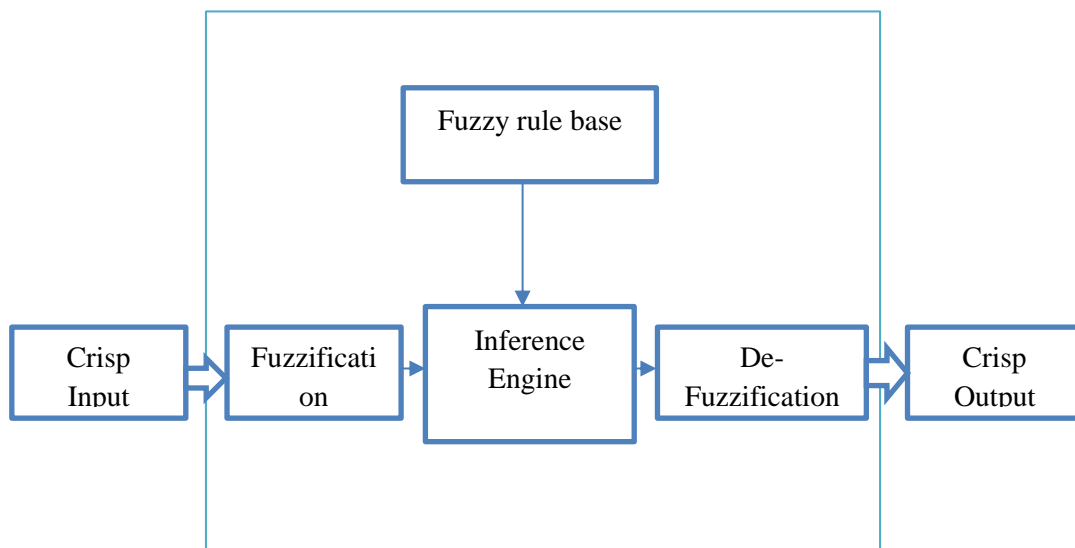 Fuzzy rule base
Crisp
Input
Fuzzificati
on
Inference
Engine
De-
Fuzzification
Crisp
Output